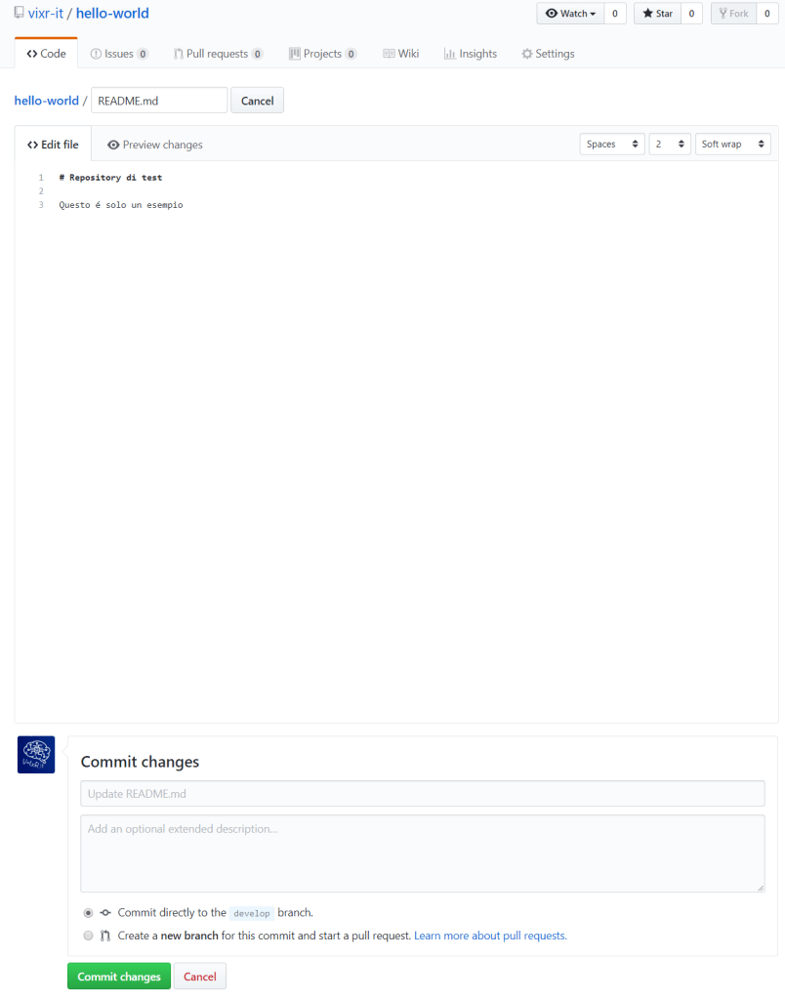 vixr-it / hello-world Watch 0 Star 0 Fork 0
Code Issues 0 Pull requests 0 Projects 0 Wiki Insights Settings
hello-world / README.md Cancel
Edit file Preview changes Spaces 2 Soft wrap
1 # Repository di test
2
3 Questo é solo un esempio
Commit changes
Update README.md
Add an optional extended description...
Commit directly to the develop branch.
Create a new branch for this commit and start a pull request. Learn more about pull requests.
Commit changes Cancel